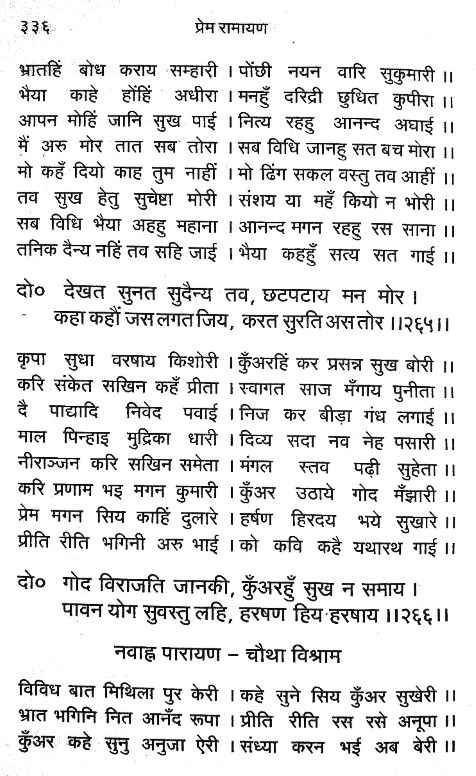 ३३६ प्रेम रामायण
भ्रातहिं बोध कराय सम्हारी । पोंछी नयन वारि सुकुमारी ।।
भैया काहे होंहिं अधीरा । मनहुँ दरिद्री छुधित कुपीरा ।।
आपन मोहिं जानि सुख पाई । नित्य रहहु आनन्द अघाई ।।
मैं अरु मोर तात सब तोरा । सब विधि जानहु सत बच मोरा ।।
मो कहँ दियो काह तुम नाहीं । मो ढिंग सकल वस्तु तव आहीं ।।
तव सुख हेतु सुचेष्टा मोरी । संशय या महँ कियो न भोरी ।।
सब विधि भैया अहहु महाना । आनन्द मगन रहहु रस साना ।।
तनिक दैन्य नहिं तव सहि जाई । भैया कहहुँ सत्य सत गाई ।।
दो० देखत सुनत सुदैन्य तव, छटपटाय मन मोर ।
कहा कहौं जस लगत जिय, करत सुरति अस तोर ।।२६५।।
कृपा सुधा वरषाय किशोरी । कुँअरहिं कर प्रसन्न सुख बोरी ।।
करि संकेत सखिन कहँ प्रीता । स्वागत साज मँगाय पुनीता ।।
दै पाद्यादि निवेद पवाई । निज कर बीड़ा गंध लगाई ।।
माल पिन्हाइ मुद्रिका धारी । दिव्य सदा नव नेह पसारी ।।
नीराञ्जन करि सखिन समेता । मंगल स्तव पढ़ी सुहेता ।।
करि प्रणाम भइ मगन कुमारी । कुँअर उठाये गोद मँझारी ।।
प्रेम मगन सिय काहिं दुलारे । हर्षण हिरदय भये सुखारे ।।
प्रीति रीति भगिनी अरु भाई । को कवि कहै यथारथ गाई ।।
दो० गोद विराजति जानकी, कुँअरहुँ सुख न समाय ।
पावन योग सुवस्तु लहि, हरषण हिय हरषाय ।।२६६।।
नवाह्न पारायण – चौथा विश्राम
विविध बात मिथिला पुर केरी । कहे सुने सिय कुँअर सुखेरी ।।
भ्रात भगिनि नित आनँद रूपा । प्रीति रीति रस रसे अनूपा ।।
कुँअर कहे सुनु अनुजा ऐरी । संध्या करन भई अब बेरी ।।